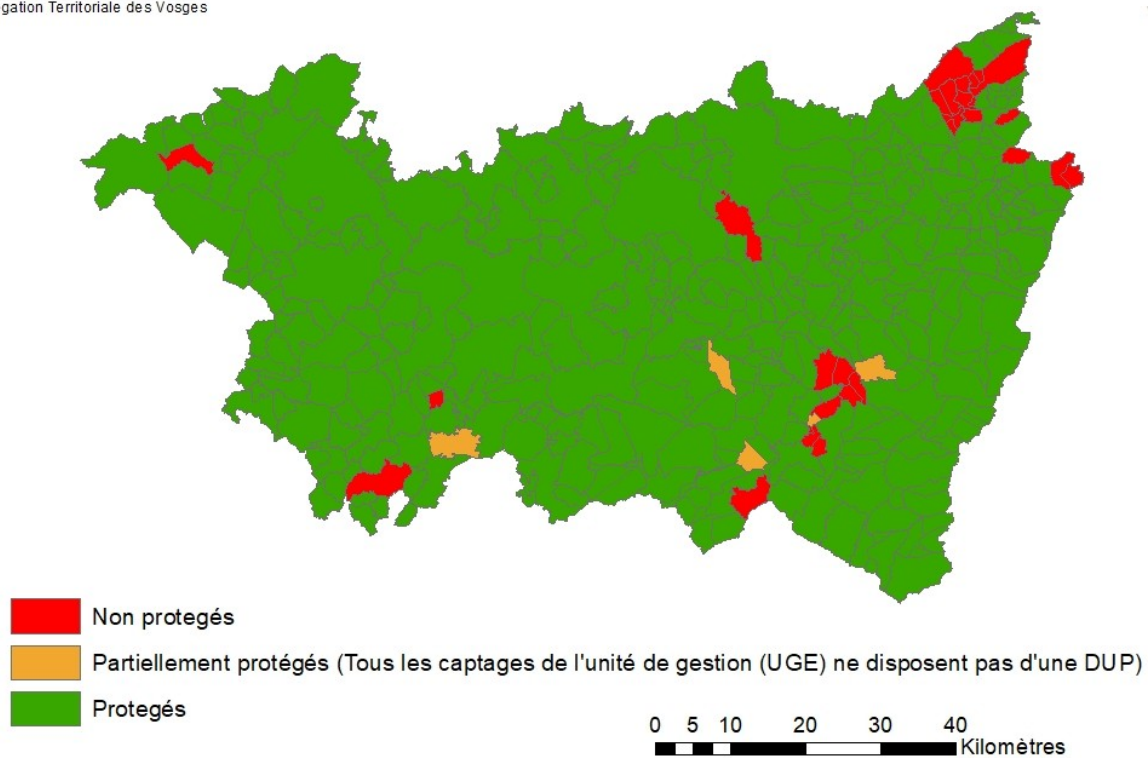 gation Territoriale des Vosges
Non protegés
Partiellement protégés (Tous les captages de l'unité de gestion (UGE) ne disposent pas d'une DUP)
Protegés
0 5 10 20 30 40
Kilomètres